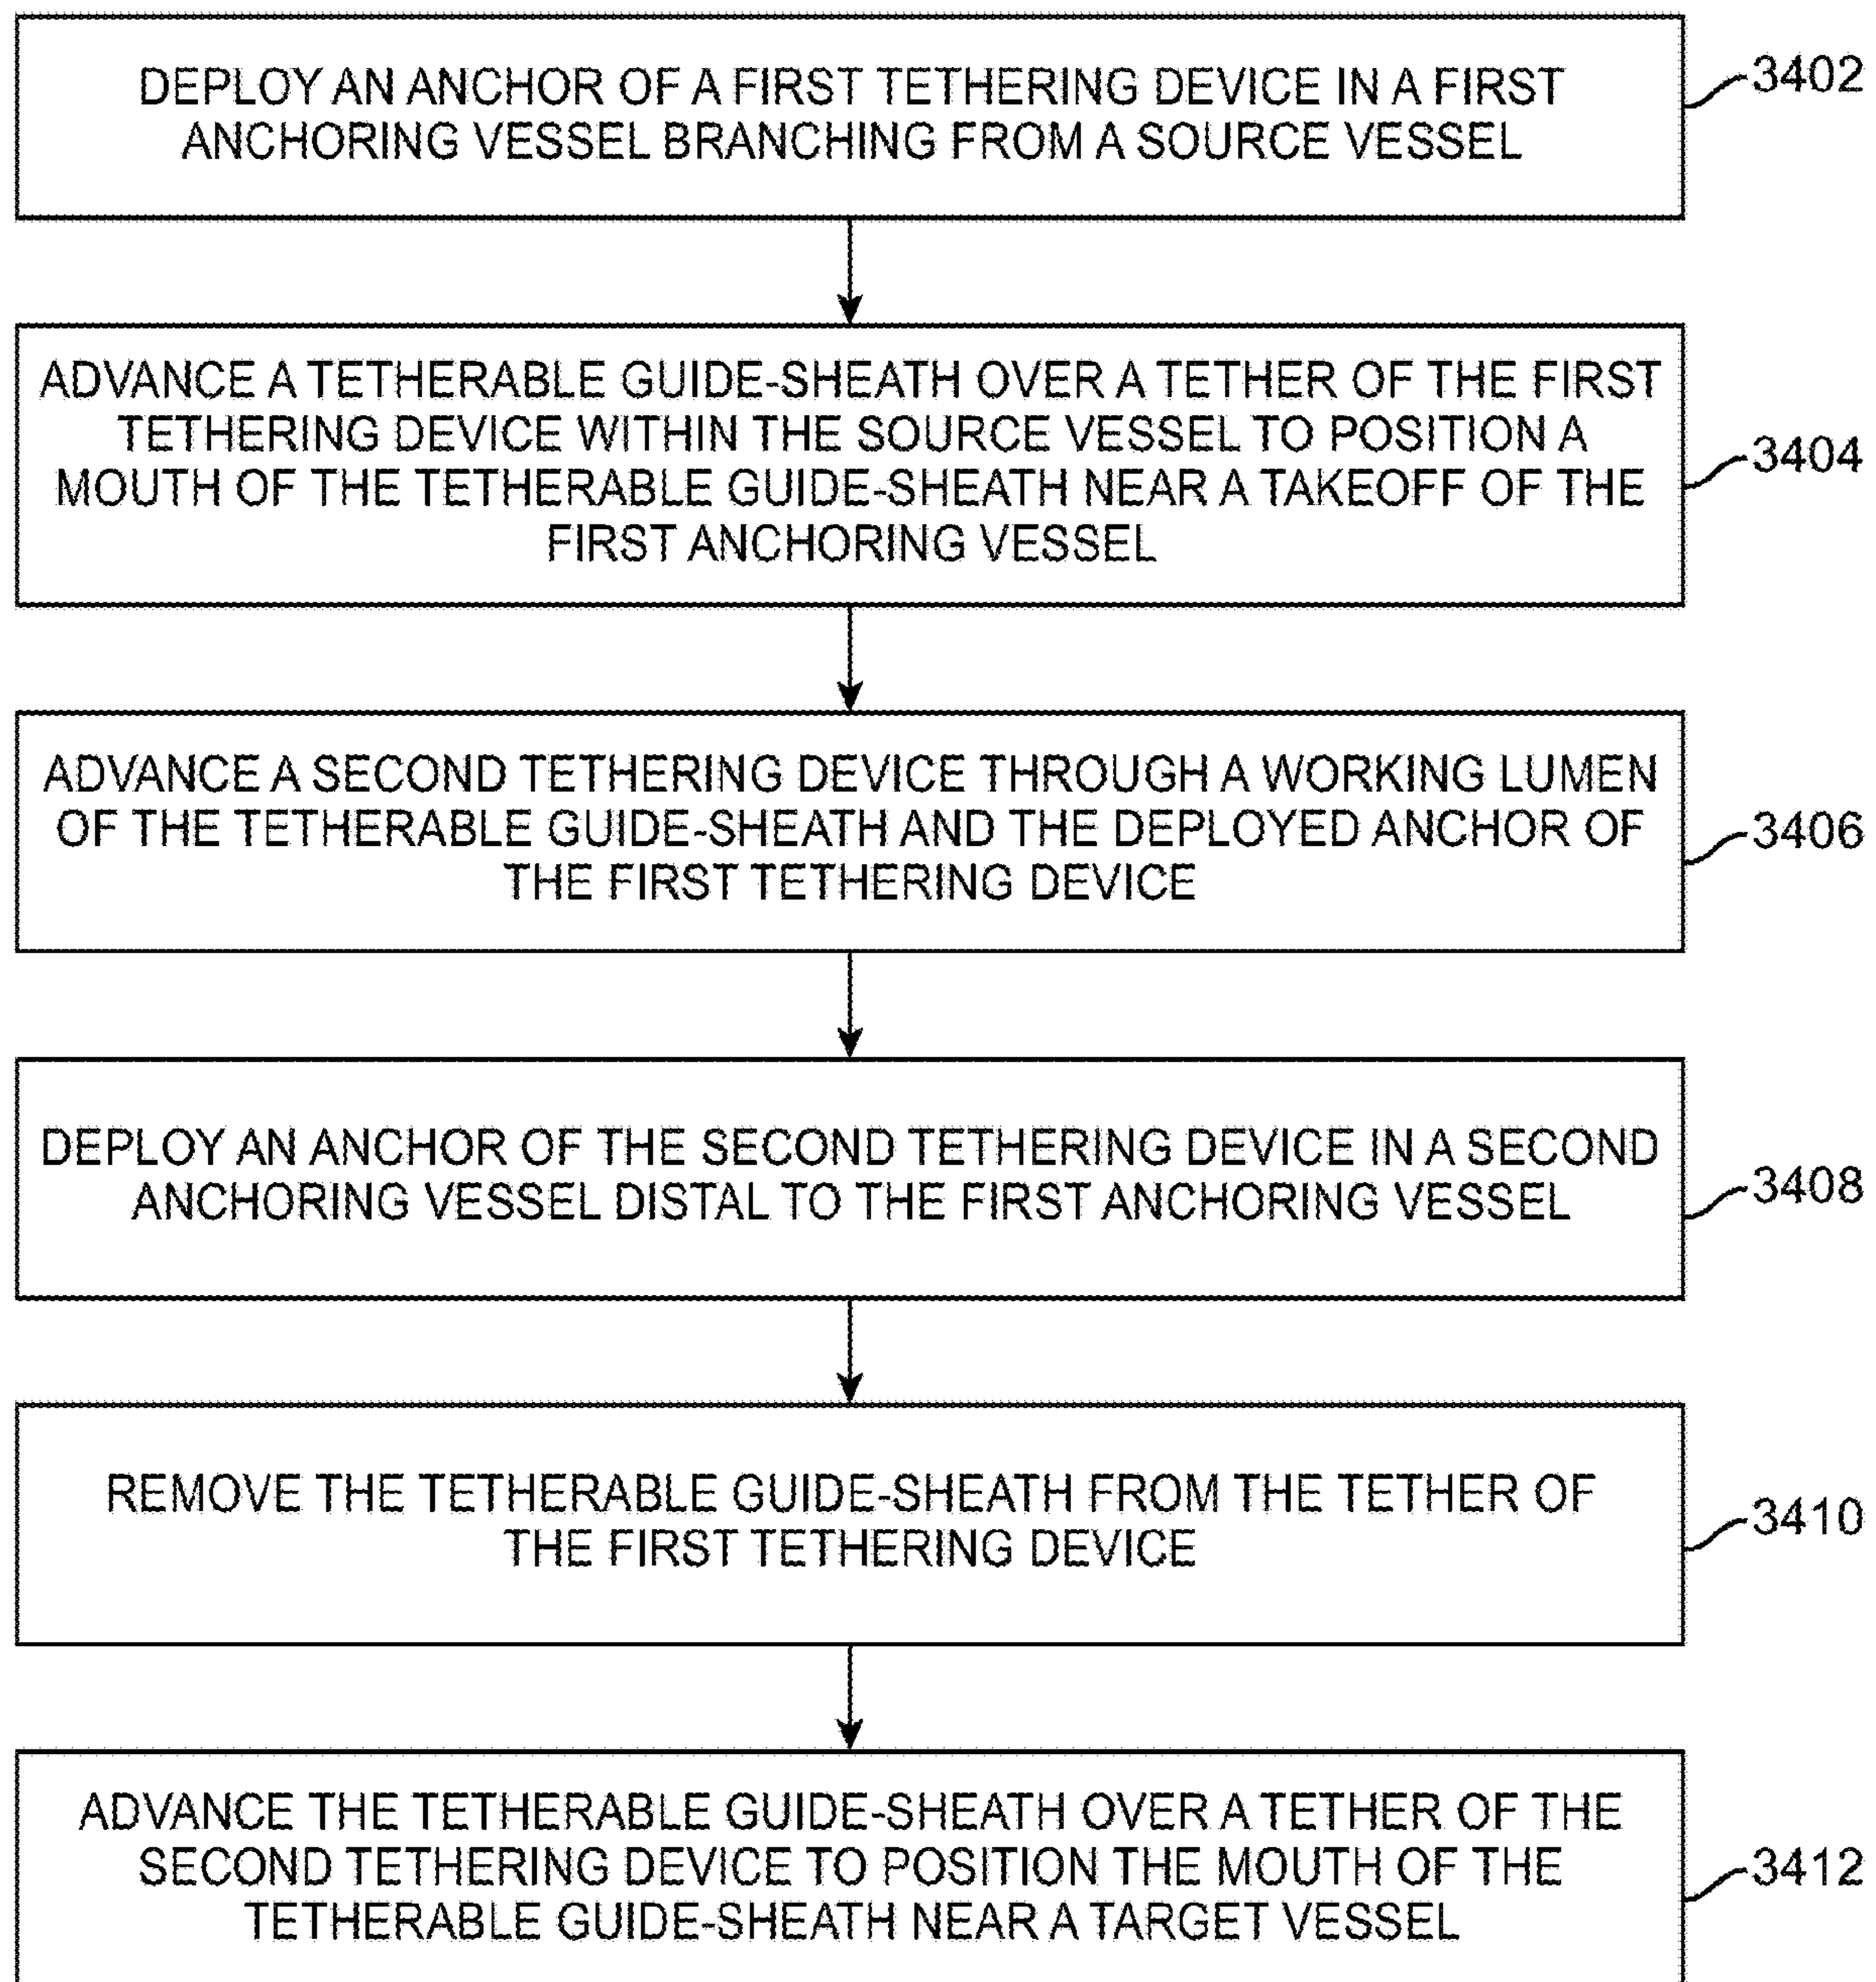 DEPLOY AN ANCHOR OF A FIRST TETHERING DEVICE IN A FIRST
ANCHORING VESSEL BRANCHING FROM A SOURCE VESSEL
3402
ADVANCE A TETHERABLE GUIDE-SHEATH OVER A TETHER OF THE FIRST
TETHERING DEVICE WITHIN THE SOURCE VESSEL TO POSITION A
MOUTH OF THE TETHERABLE GUIDE-SHEATH NEAR A TAKEOFF OF THE
FIRST ANCHORING VESSEL
3404
ADVANCE A SECOND TETHERING DEVICE THROUGH A WORKING LUMEN
OF THE TETHERABLE GUIDE-SHEATH AND THE DEPLOYED ANCHOR OF
THE FIRST TETHERING DEVICE
3406
DEPLOY AN ANCHOR OF THE SECOND TETHERING DEVICE IN A SECOND
ANCHORING VESSEL DISTAL TO THE FIRST ANCHORING VESSEL
3408
REMOVE THE TETHERABLE GUIDE-SHEATH FROM THE TETHER OF
THE FIRST TETHERING DEVICE
3410
ADVANCE THE TETHERABLE GUIDE-SHEATH OVER A TETHER OF THE
SECOND TETHERING DEVICE TO POSITION THE MOUTH OF THE
TETHERABLE GUIDE-SHEATH NEAR A TARGET VESSEL
3412